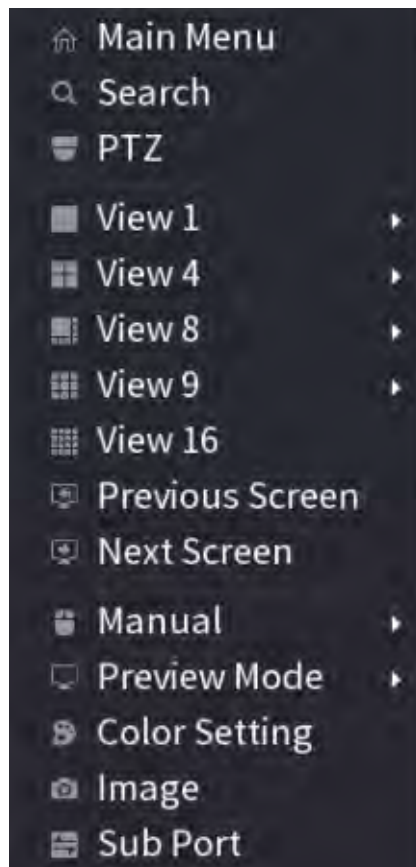 Main Menu
Search
PTZ
View 1
View 4
View 8
View 9
View 16
Previous Screen
Next Screen
Manual
Preview Mode
Color Setting
Image
Sub Port